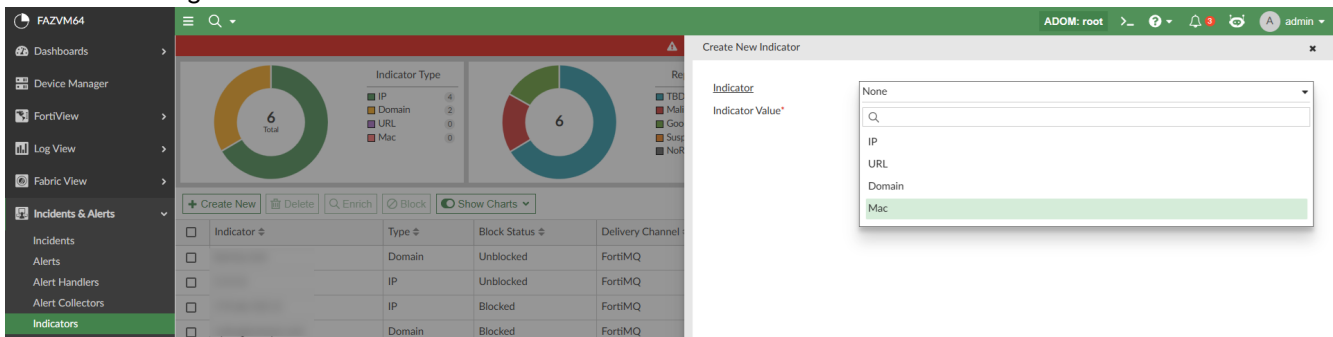 FAZVM64
ADOM: root
3
A
admin
Dashboards
Device Manager
FortiView
Log View
Fabric View
Incidents & Alerts
Incidents
Alerts
Alert Handlers
Alert Collectors
Indicators
6
Total
Indicator Type
IP 4
Domain 2
URL 0
Mac 0
6
Re
TBD
Mali
Goo
Susp
NoR
Create New
Delete
Enrich
Block
Show Charts
Indicator Type Block Status Delivery Channel
Domain Unblocked FortiMQ
IP Unblocked FortiMQ
IP Blocked FortiMQ
Domain Blocked FortiMQ
Create New Indicator
Indicator
None
Indicator Value*
IP
URL
Domain
Mac